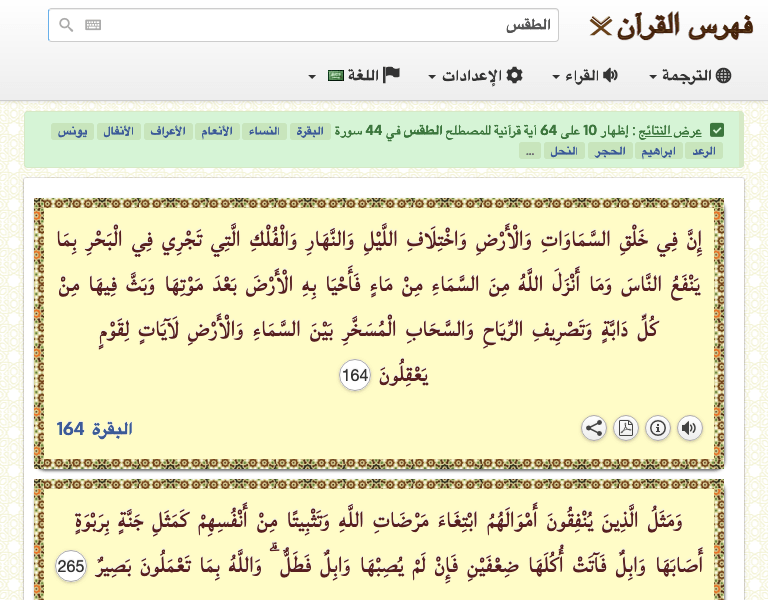 فهرس القرآن
الطقس
الترجمة القراء الإعدادات اللغة
عرض النتائج : إظهار 10 على 64 آية قرآنية للمصطلح الطقس في 44 سورة البقرة النساء الأنعام الأعراف الأنفال يونس
الرعد ابراهيم الحجر النحل ...
إِنَّ فِي خَلْقِ السَّمَاوَاتِ وَالْأَرْضِ وَاخْتِلَافِ اللَّيْلِ وَالنَّهَارِ وَالْفُلْكِ الَّتِي تَجْرِي فِي الْبَحْرِ بِمَا
يَنْفَعُ النَّاسَ وَمَا أَنْزَلَ اللَّهُ مِنَ السَّمَاءِ مِنْ مَاءٍ فَأَحْيَا بِهِ الْأَرْضَ بَعْدَ مَوْتِهَا وَبَثَّ فِيهَا مِنْ
كُلِّ دَابَّةٍ وَتَصْرِيفِ الرِّيَاحِ وَالسَّحَابِ الْمُسَخَّرِ بَيْنَ السَّمَاءِ وَالْأَرْضِ لَآيَاتٍ لِقَوْمٍ
يَعْقِلُونَ 164
البقرة 164
وَمَثَلُ الَّذِينَ يُنْفِقُونَ أَمْوَالَهُمُ ابْتِغَاءَ مَرْضَاتِ اللَّهِ وَتَثْبِيتًا مِنْ أَنْفُسِهِمْ كَمَثَلِ جَنَّةٍ بِرَبْوَةٍ
أَصَابَهَا وَابِلٌ فَآتَتْ أُكُلَهَا ضِعْفَيْنِ فَإِنْ لَمْ يُصِبْهَا وَابِلٌ فَطَلٌّ ۗ وَاللَّهُ بِمَا تَعْمَلُونَ بَصِيرٌ 265